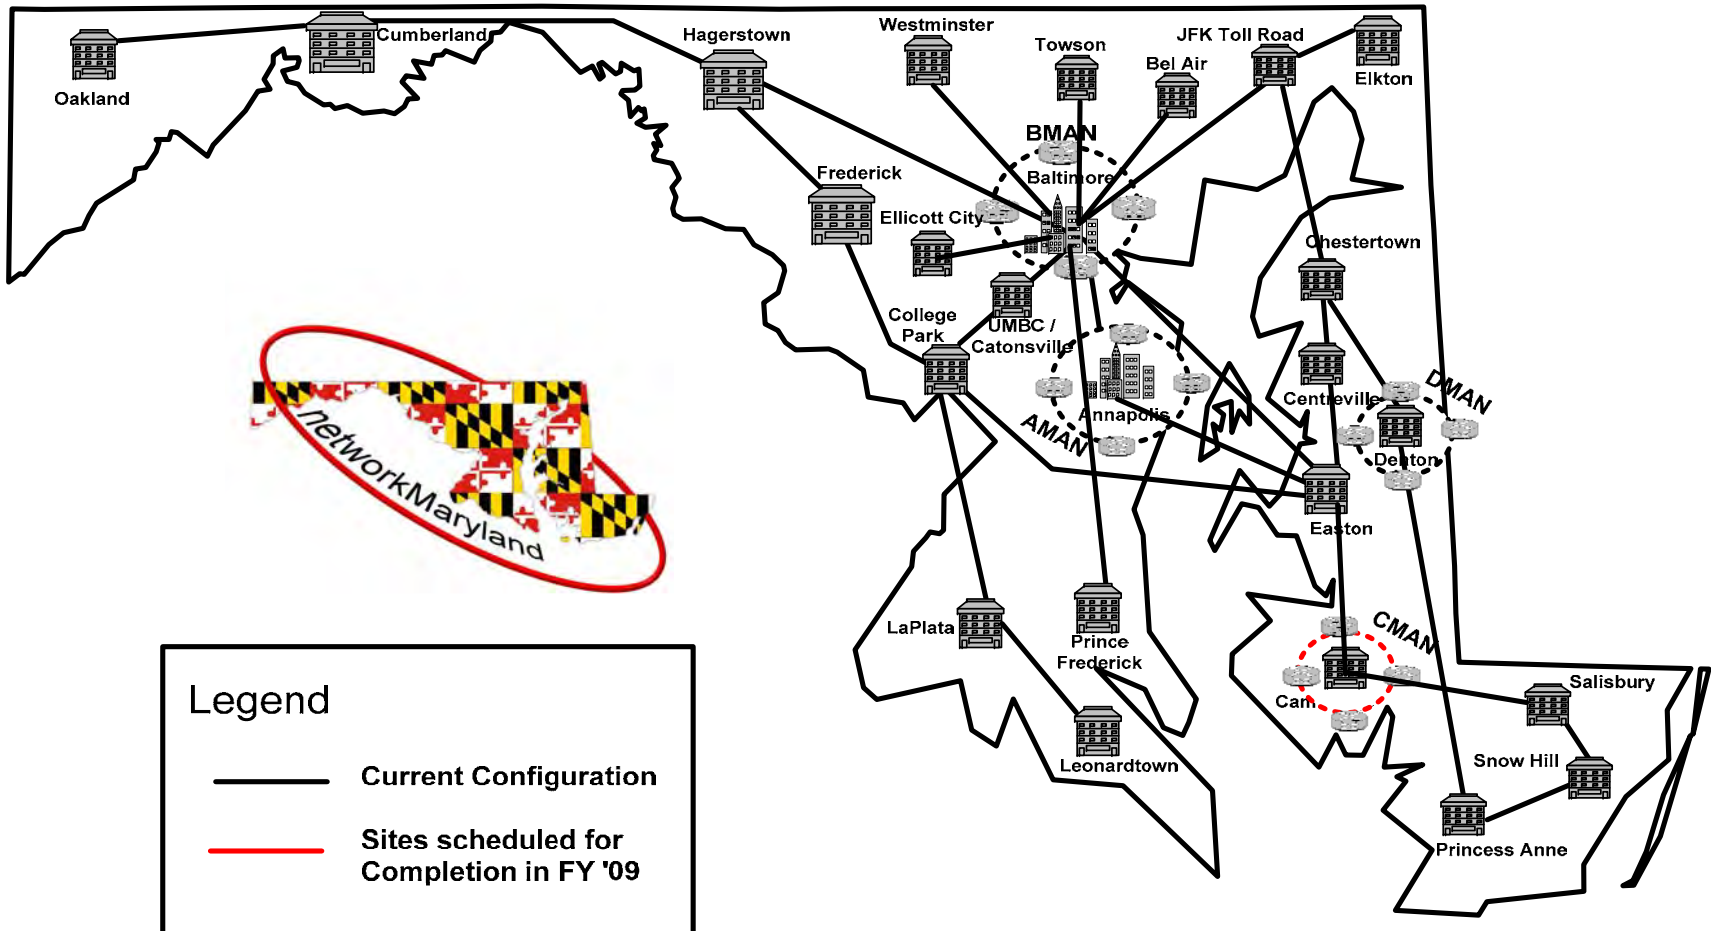 Westminster
Cumberland
Hagerstown
Towson
JFK Toll Road
Bel Air
Elkton
Oakland
BMAN
Frederick
Baltimore
Ellicott City
Chestertown
College
Park
UMBC /
Catonsville
Centreville
DMAN
Annapolis
AMAN
Denton
networkMaryland
Easton
LaPlata
Prince
Frederick
CMAN
Cam
Salisbury
Leonardtown
Snow Hill
Princess Anne
Legend
Current Configuration
Sites scheduled for
Completion in FY '09